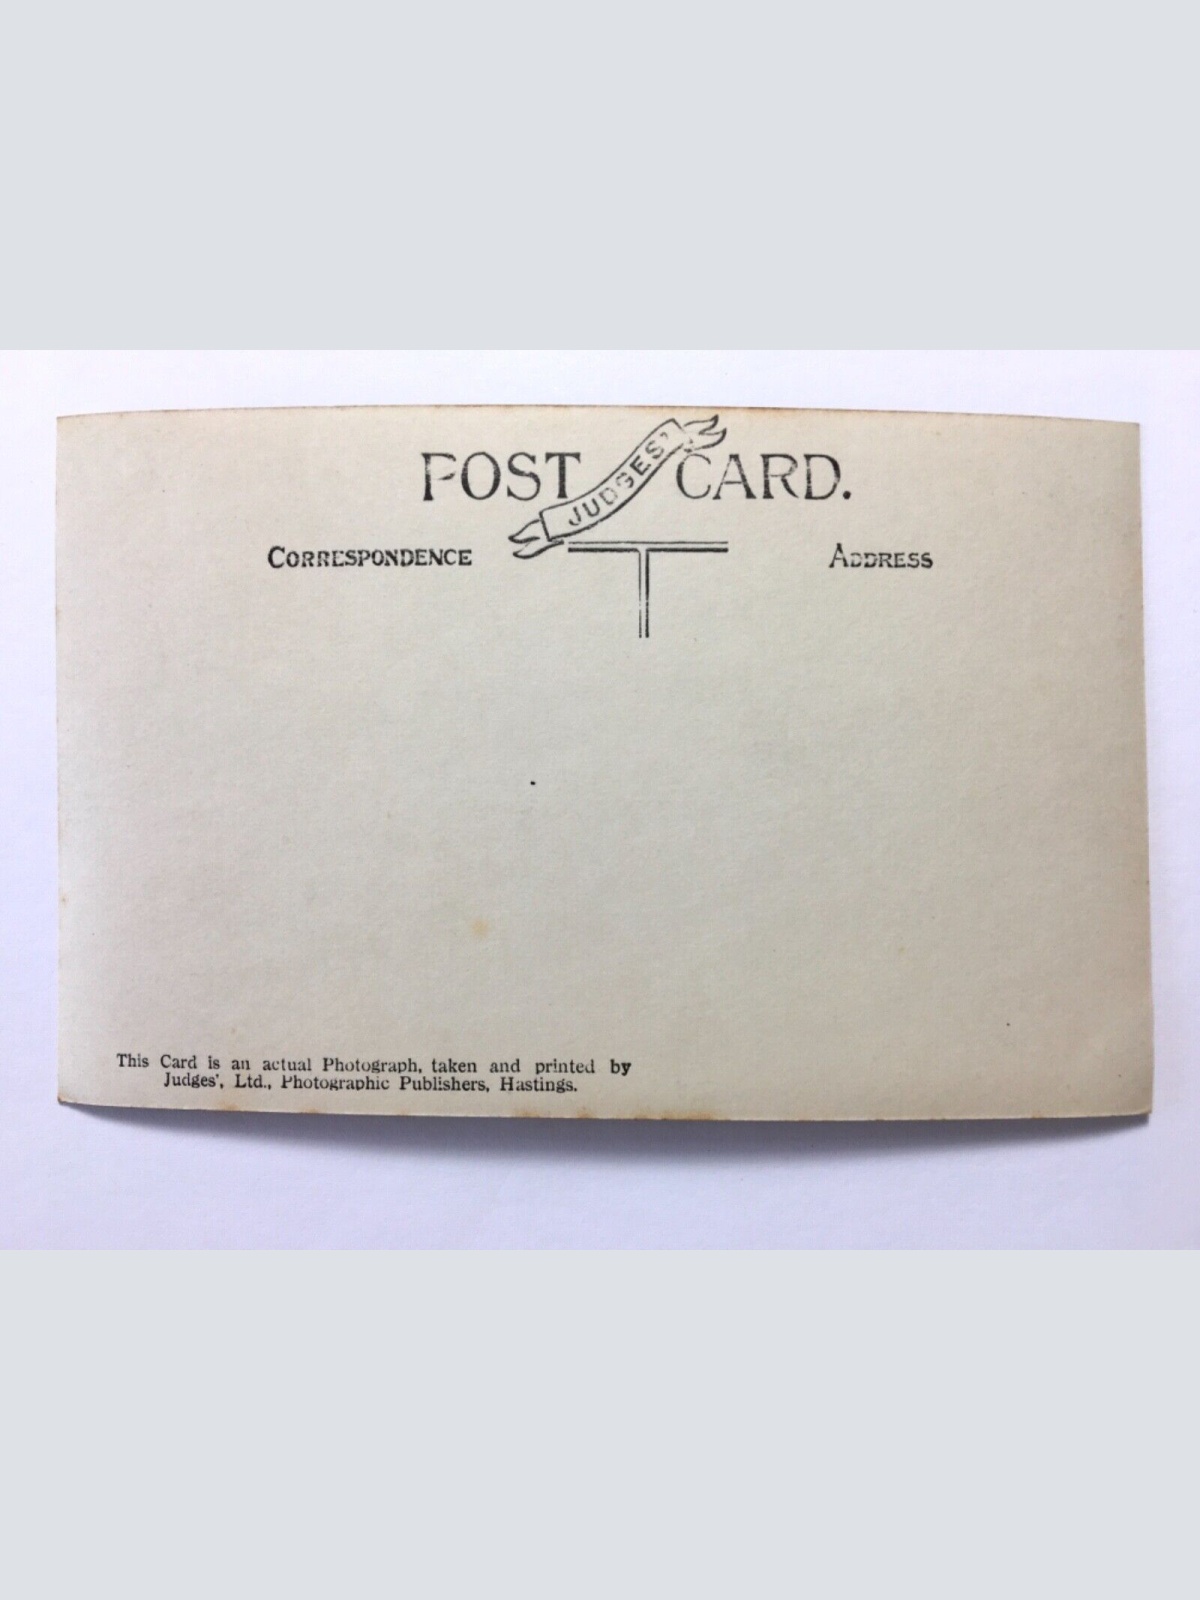 POST CARD.
JUDGES'
CORRESPONDENCE
ADDRESS
This Card is an actual Photograph, taken and printed by
Judges', Ltd., Photographic Publishers, Hastings.